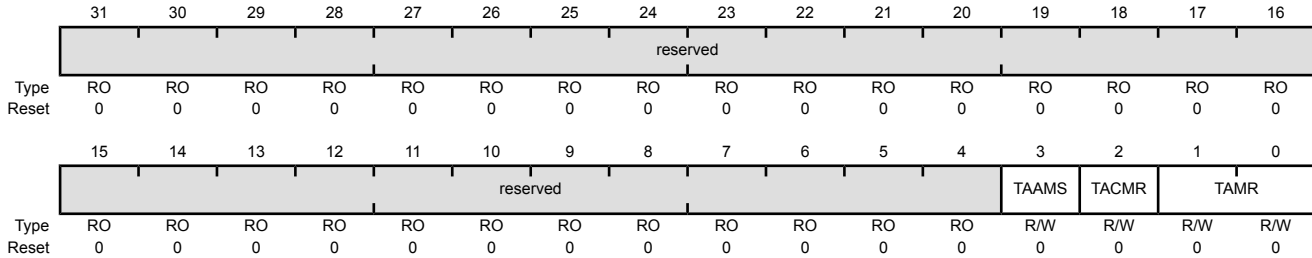 31 30 29 28 27 26 25 24 23 22 21 20 19 18 17 16
reserved
Type RO RO RO RO RO RO RO RO RO RO RO RO RO RO RO RO
Reset 0 0 0 0 0 0 0 0 0 0 0 0 0 0 0 0
15 14 13 12 11 10 9 8 7 6 5 4 3 2 1 0
reserved TAAMS TACMR TAMR
Type RO RO RO RO RO RO RO RO RO RO RO RO R/W R/W R/W R/W
Reset 0 0 0 0 0 0 0 0 0 0 0 0 0 0 0 0